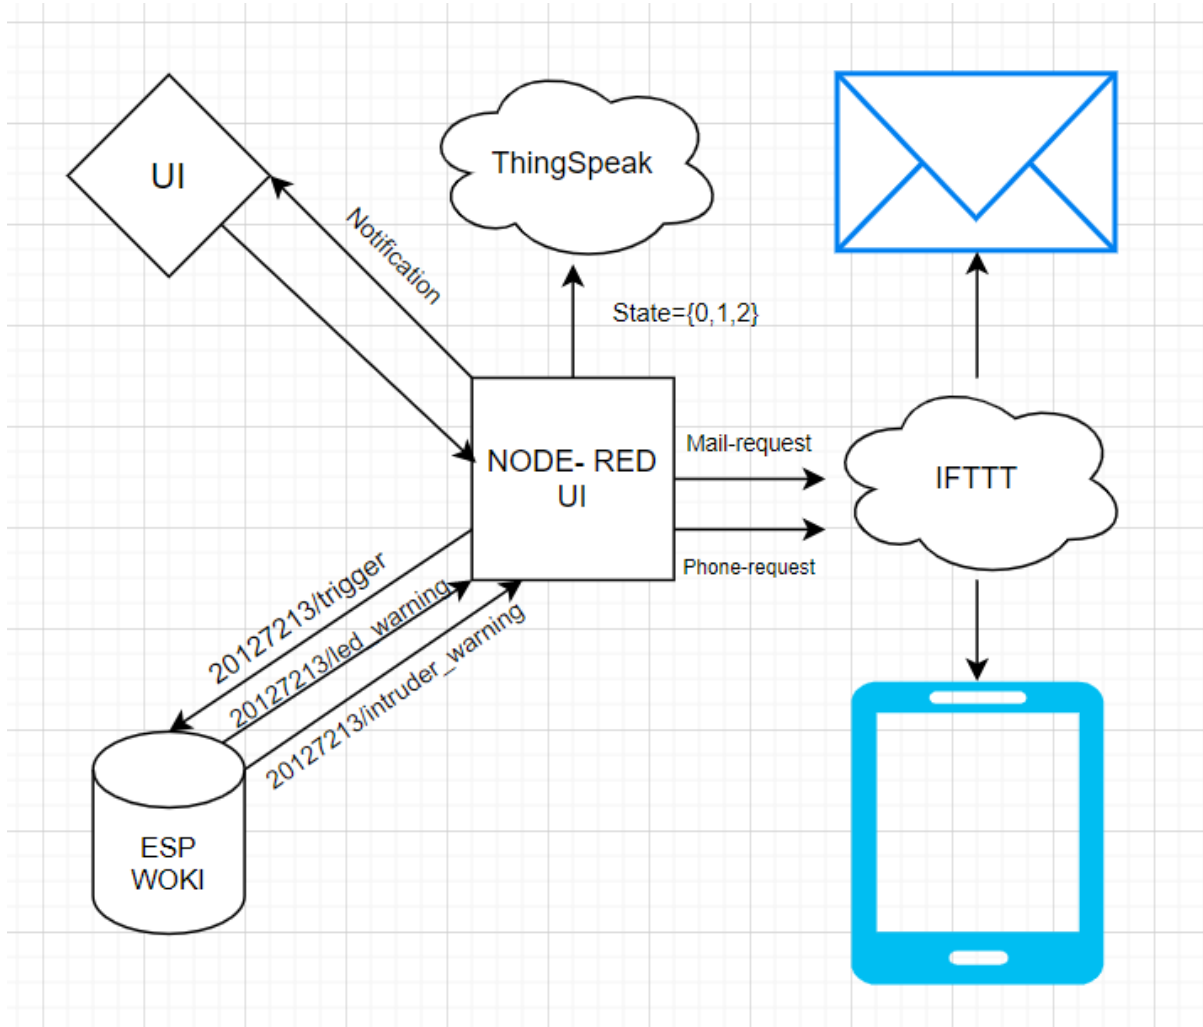 UI
ThingSpeak
Notification
State={0,1,2}
NODE- RED
UI
Mail-request
IFTTT
Phone-request
20127213/trigger
20127213/led_warning
20127213/intruder_warning
ESP
WOKI